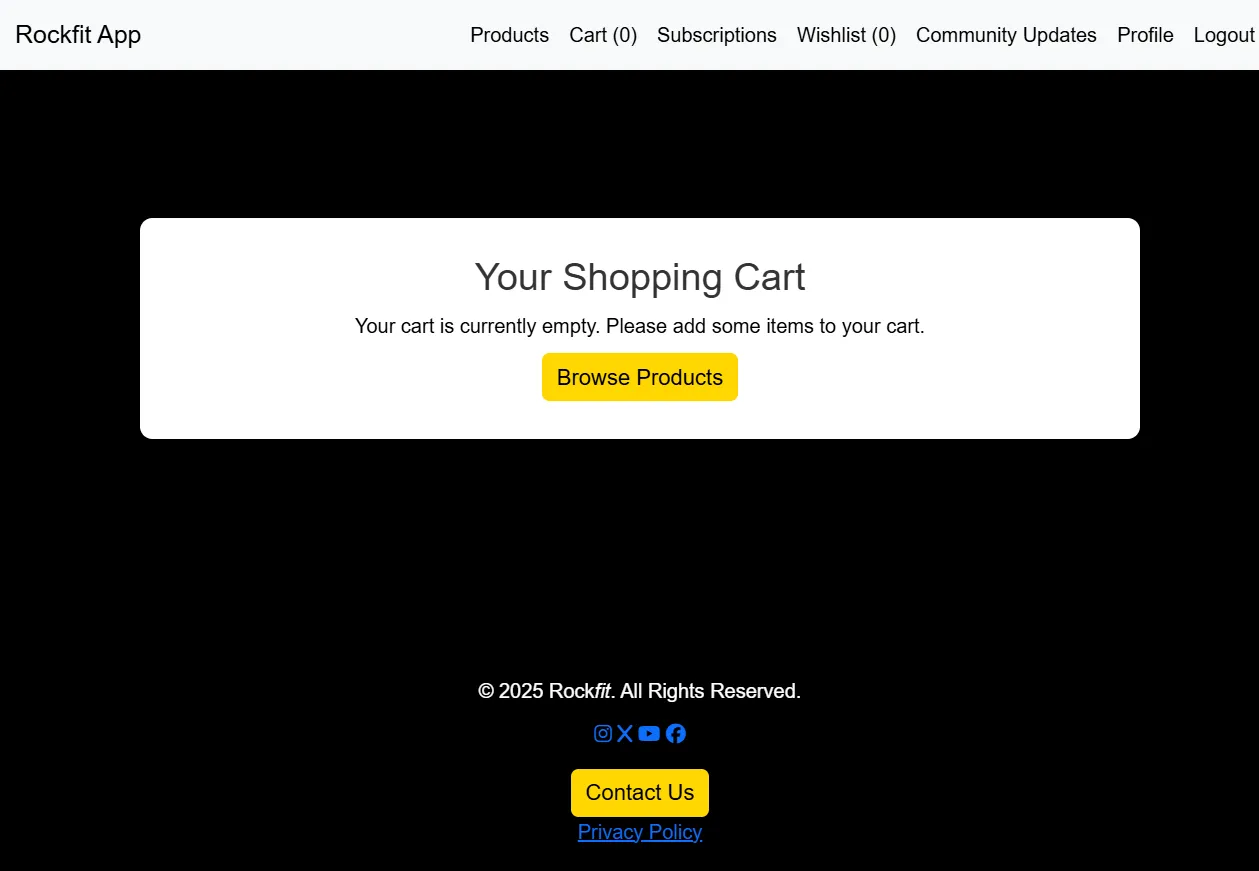 Rockfit App
Products Cart (0) Subscriptions Wishlist (0) Community Updates Profile Logout
Your Shopping Cart
Your cart is currently empty. Please add some items to your cart.
Browse Products
© 2025 Rockfit. All Rights Reserved.
Contact Us
Privacy Policy